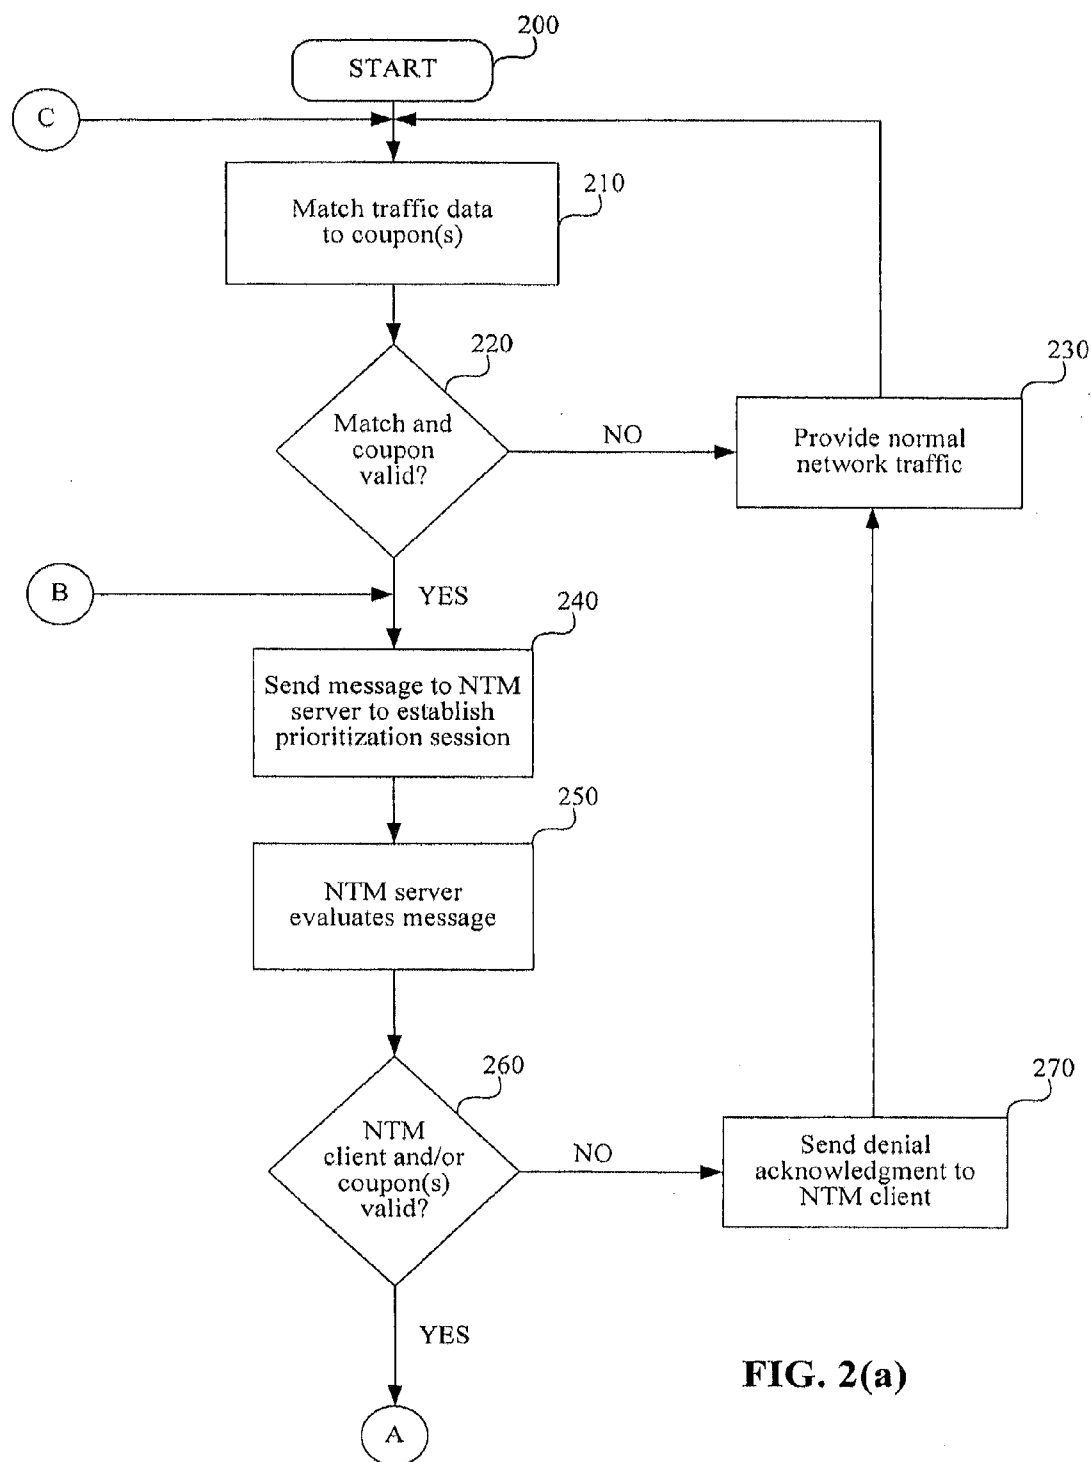 200
START
C
210
Match traffic data
to coupon(s)
220
Match and
coupon
valid?
NO
230
Provide normal
network traffic
B
YES
240
Send message to NTM
server to establish
prioritization session
250
NTM server
evaluates message
260
NTM
client and/or
coupon(s)
valid?
NO
270
Send denial
acknowledgment to
NTM client
YES
FIG. 2(a)
A